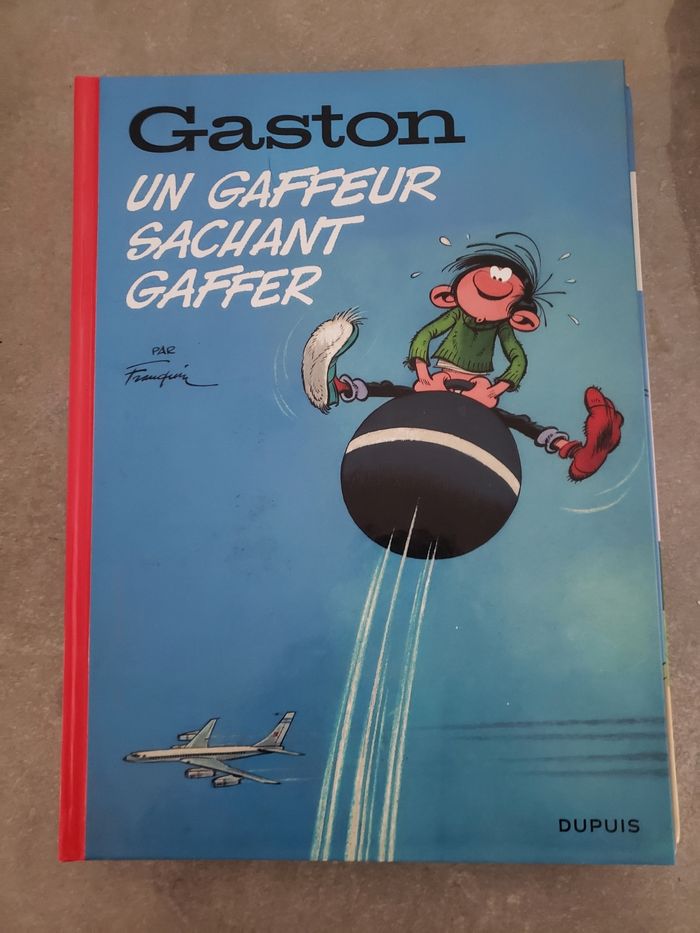 Gaston
UN GAFFEUR
SACHANT
GAFFER
PAR
Franquin
DUPUIS